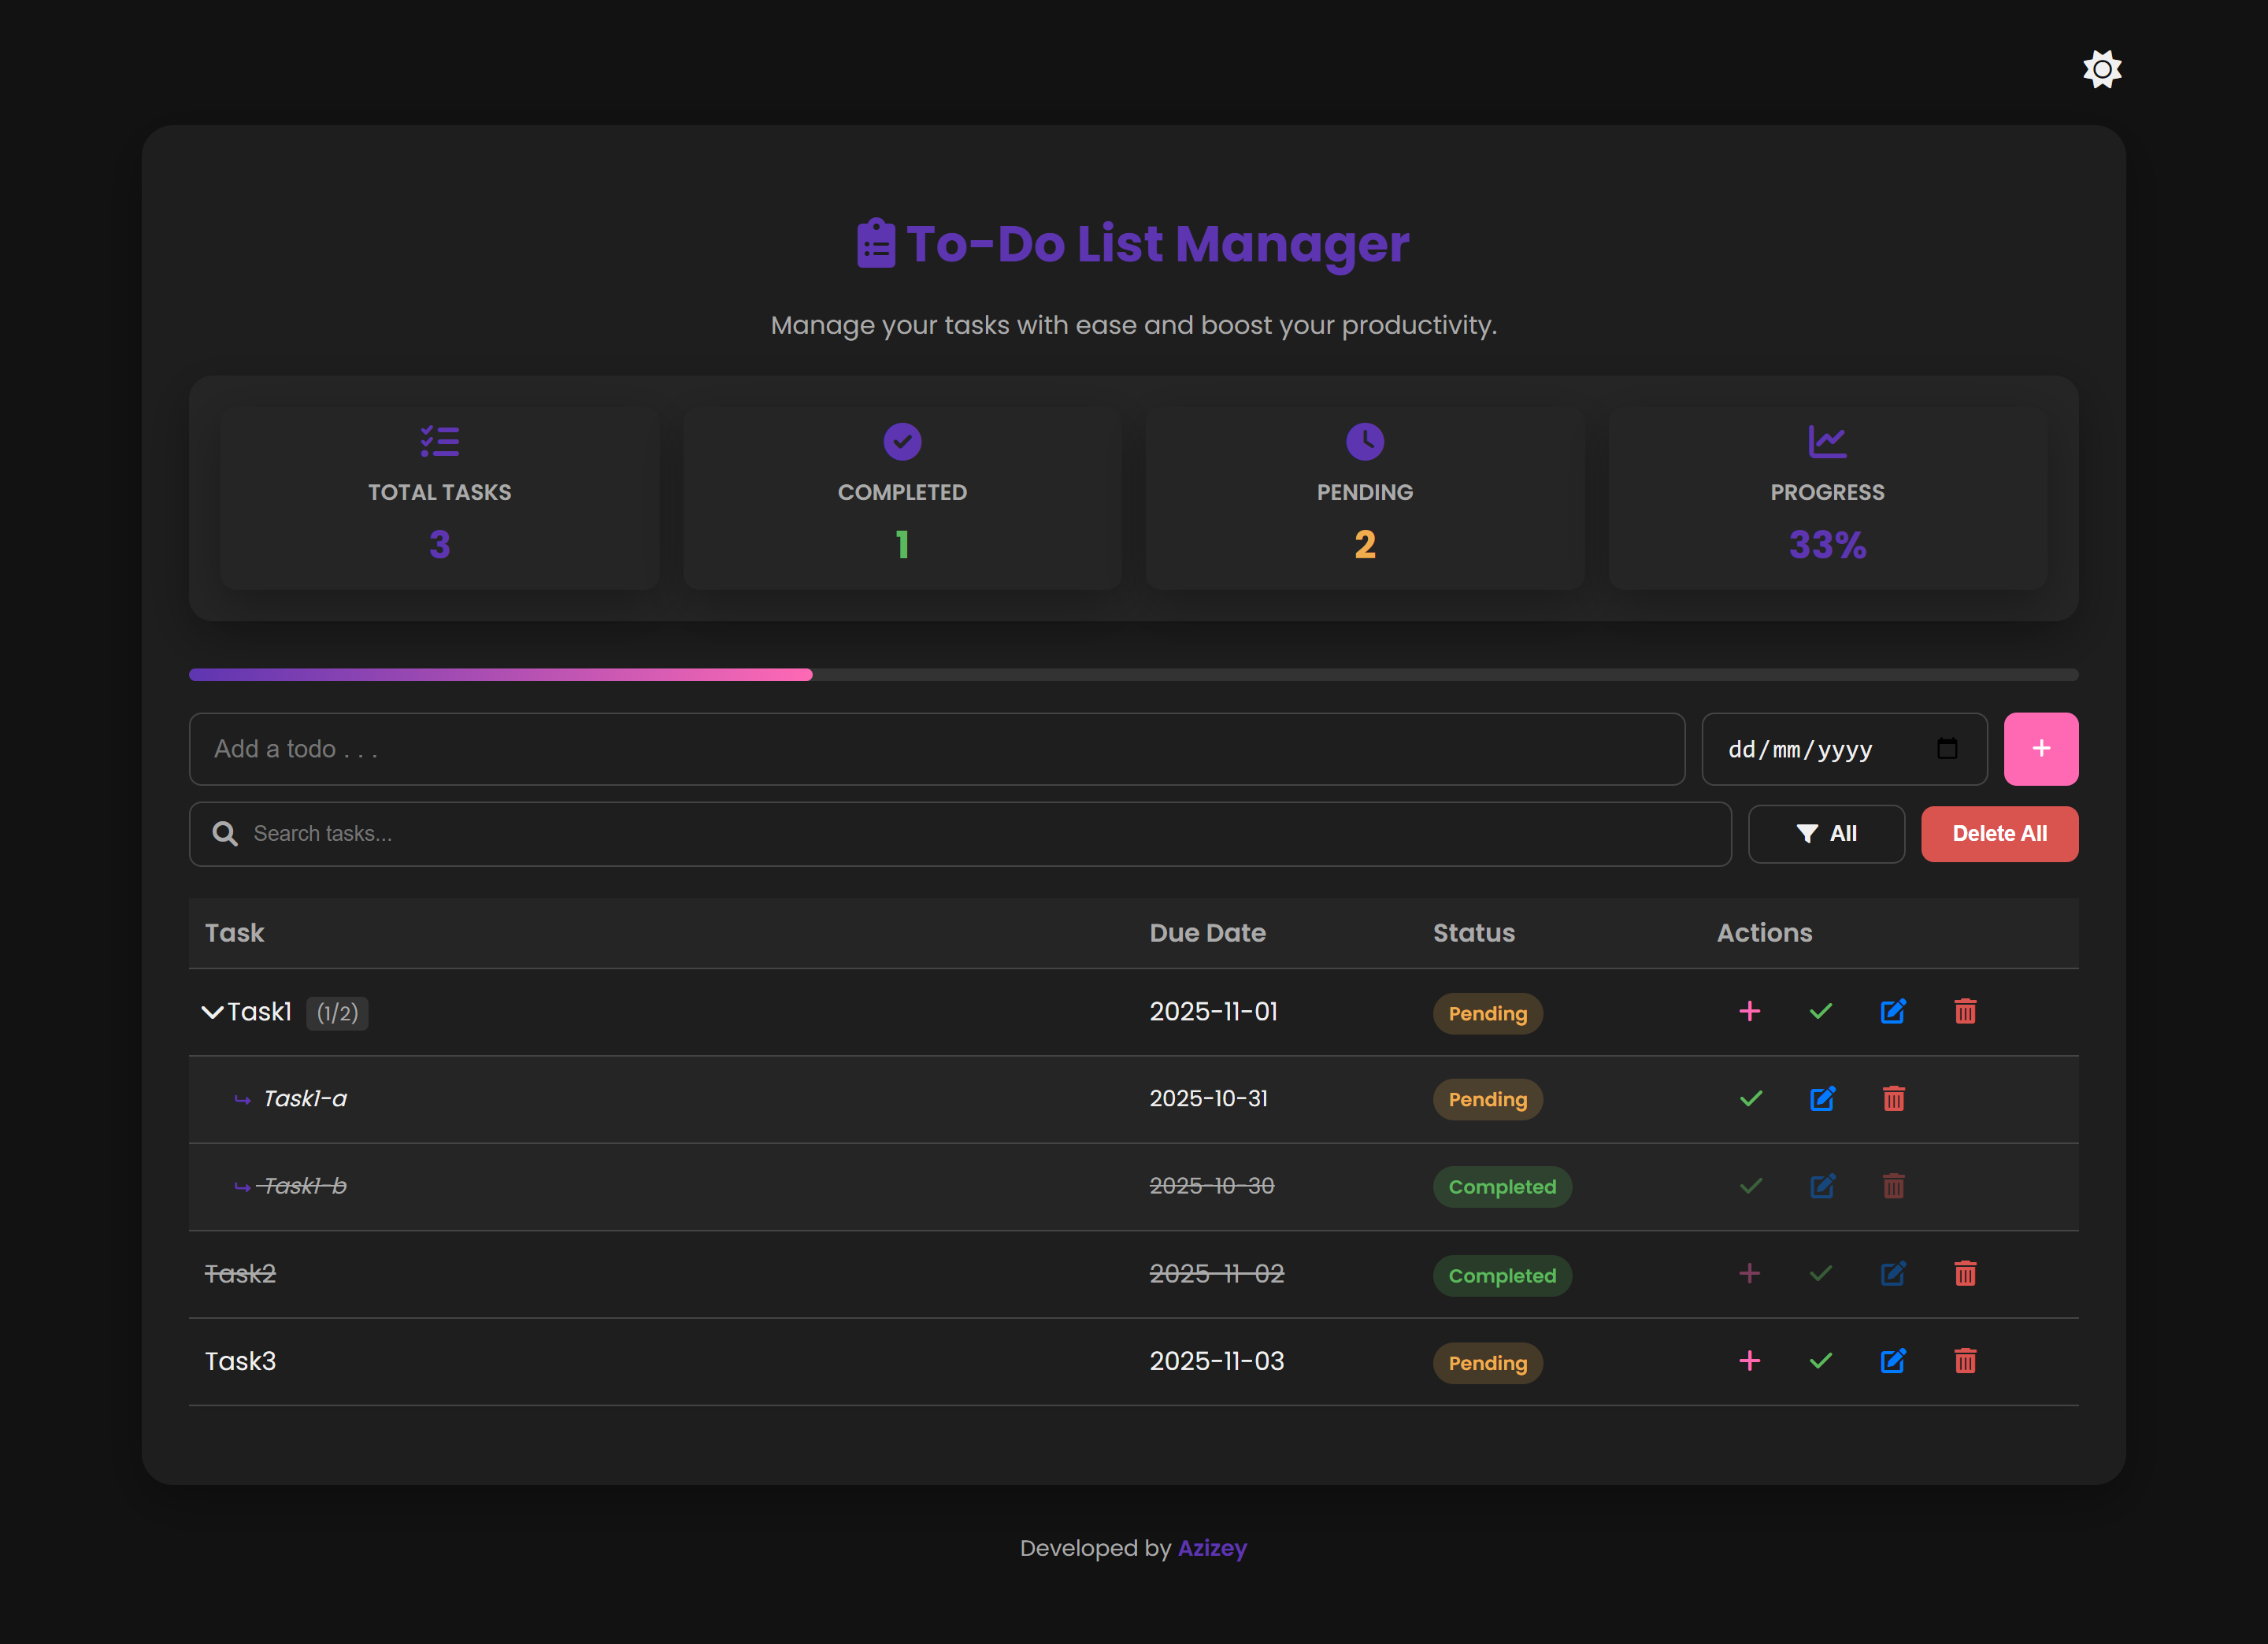 To-Do List Manager
Manage your tasks with ease and boost your productivity.
TOTAL TASKS
3
COMPLETED
1
PENDING
2
PROGRESS
33%
Add a todo . . .
dd/mm/yyyy
+
Search tasks...
All
Delete All
Task Due Date Status Actions
Task1 (1/2) 2025-11-01 Pending
Task1-a 2025-10-31 Pending
Task1-b 2025-10-30 Completed
Task2 2025-11-02 Completed
Task3 2025-11-03 Pending
Developed by Azizey